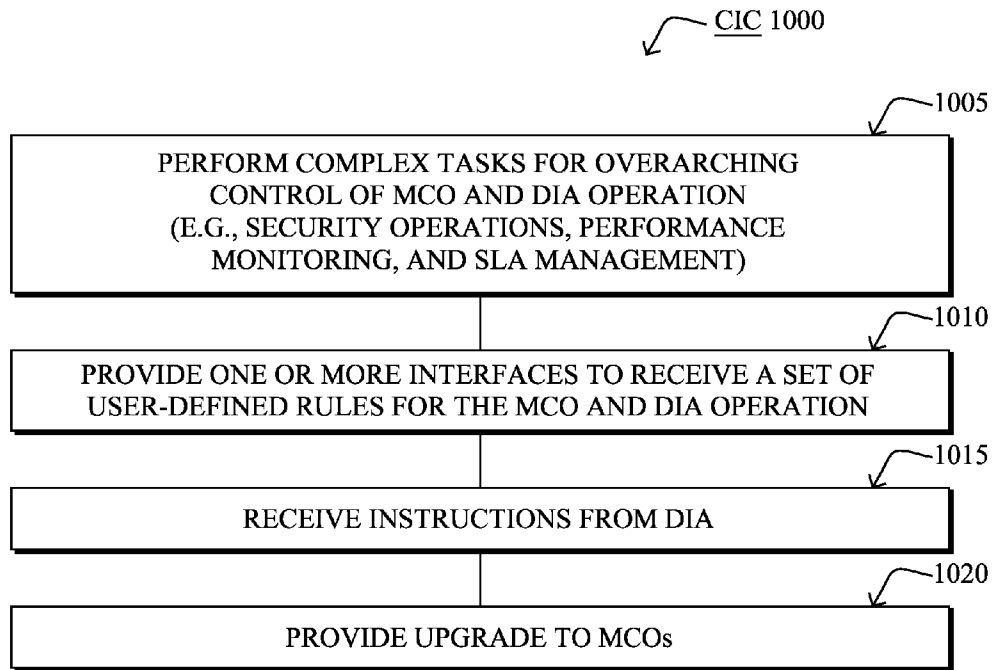 CIC 1000
1005
PERFORM COMPLEX TASKS FOR OVERARCHING
CONTROL OF MCO AND DIA OPERATION
(E.G., SECURITY OPERATIONS, PERFORMANCE
MONITORING, AND SLA MANAGEMENT)
1010
PROVIDE ONE OR MORE INTERFACES TO RECEIVE A SET OF
USER-DEFINED RULES FOR THE MCO AND DIA OPERATION
1015
RECEIVE INSTRUCTIONS FROM DIA
1020
PROVIDE UPGRADE TO MCOs